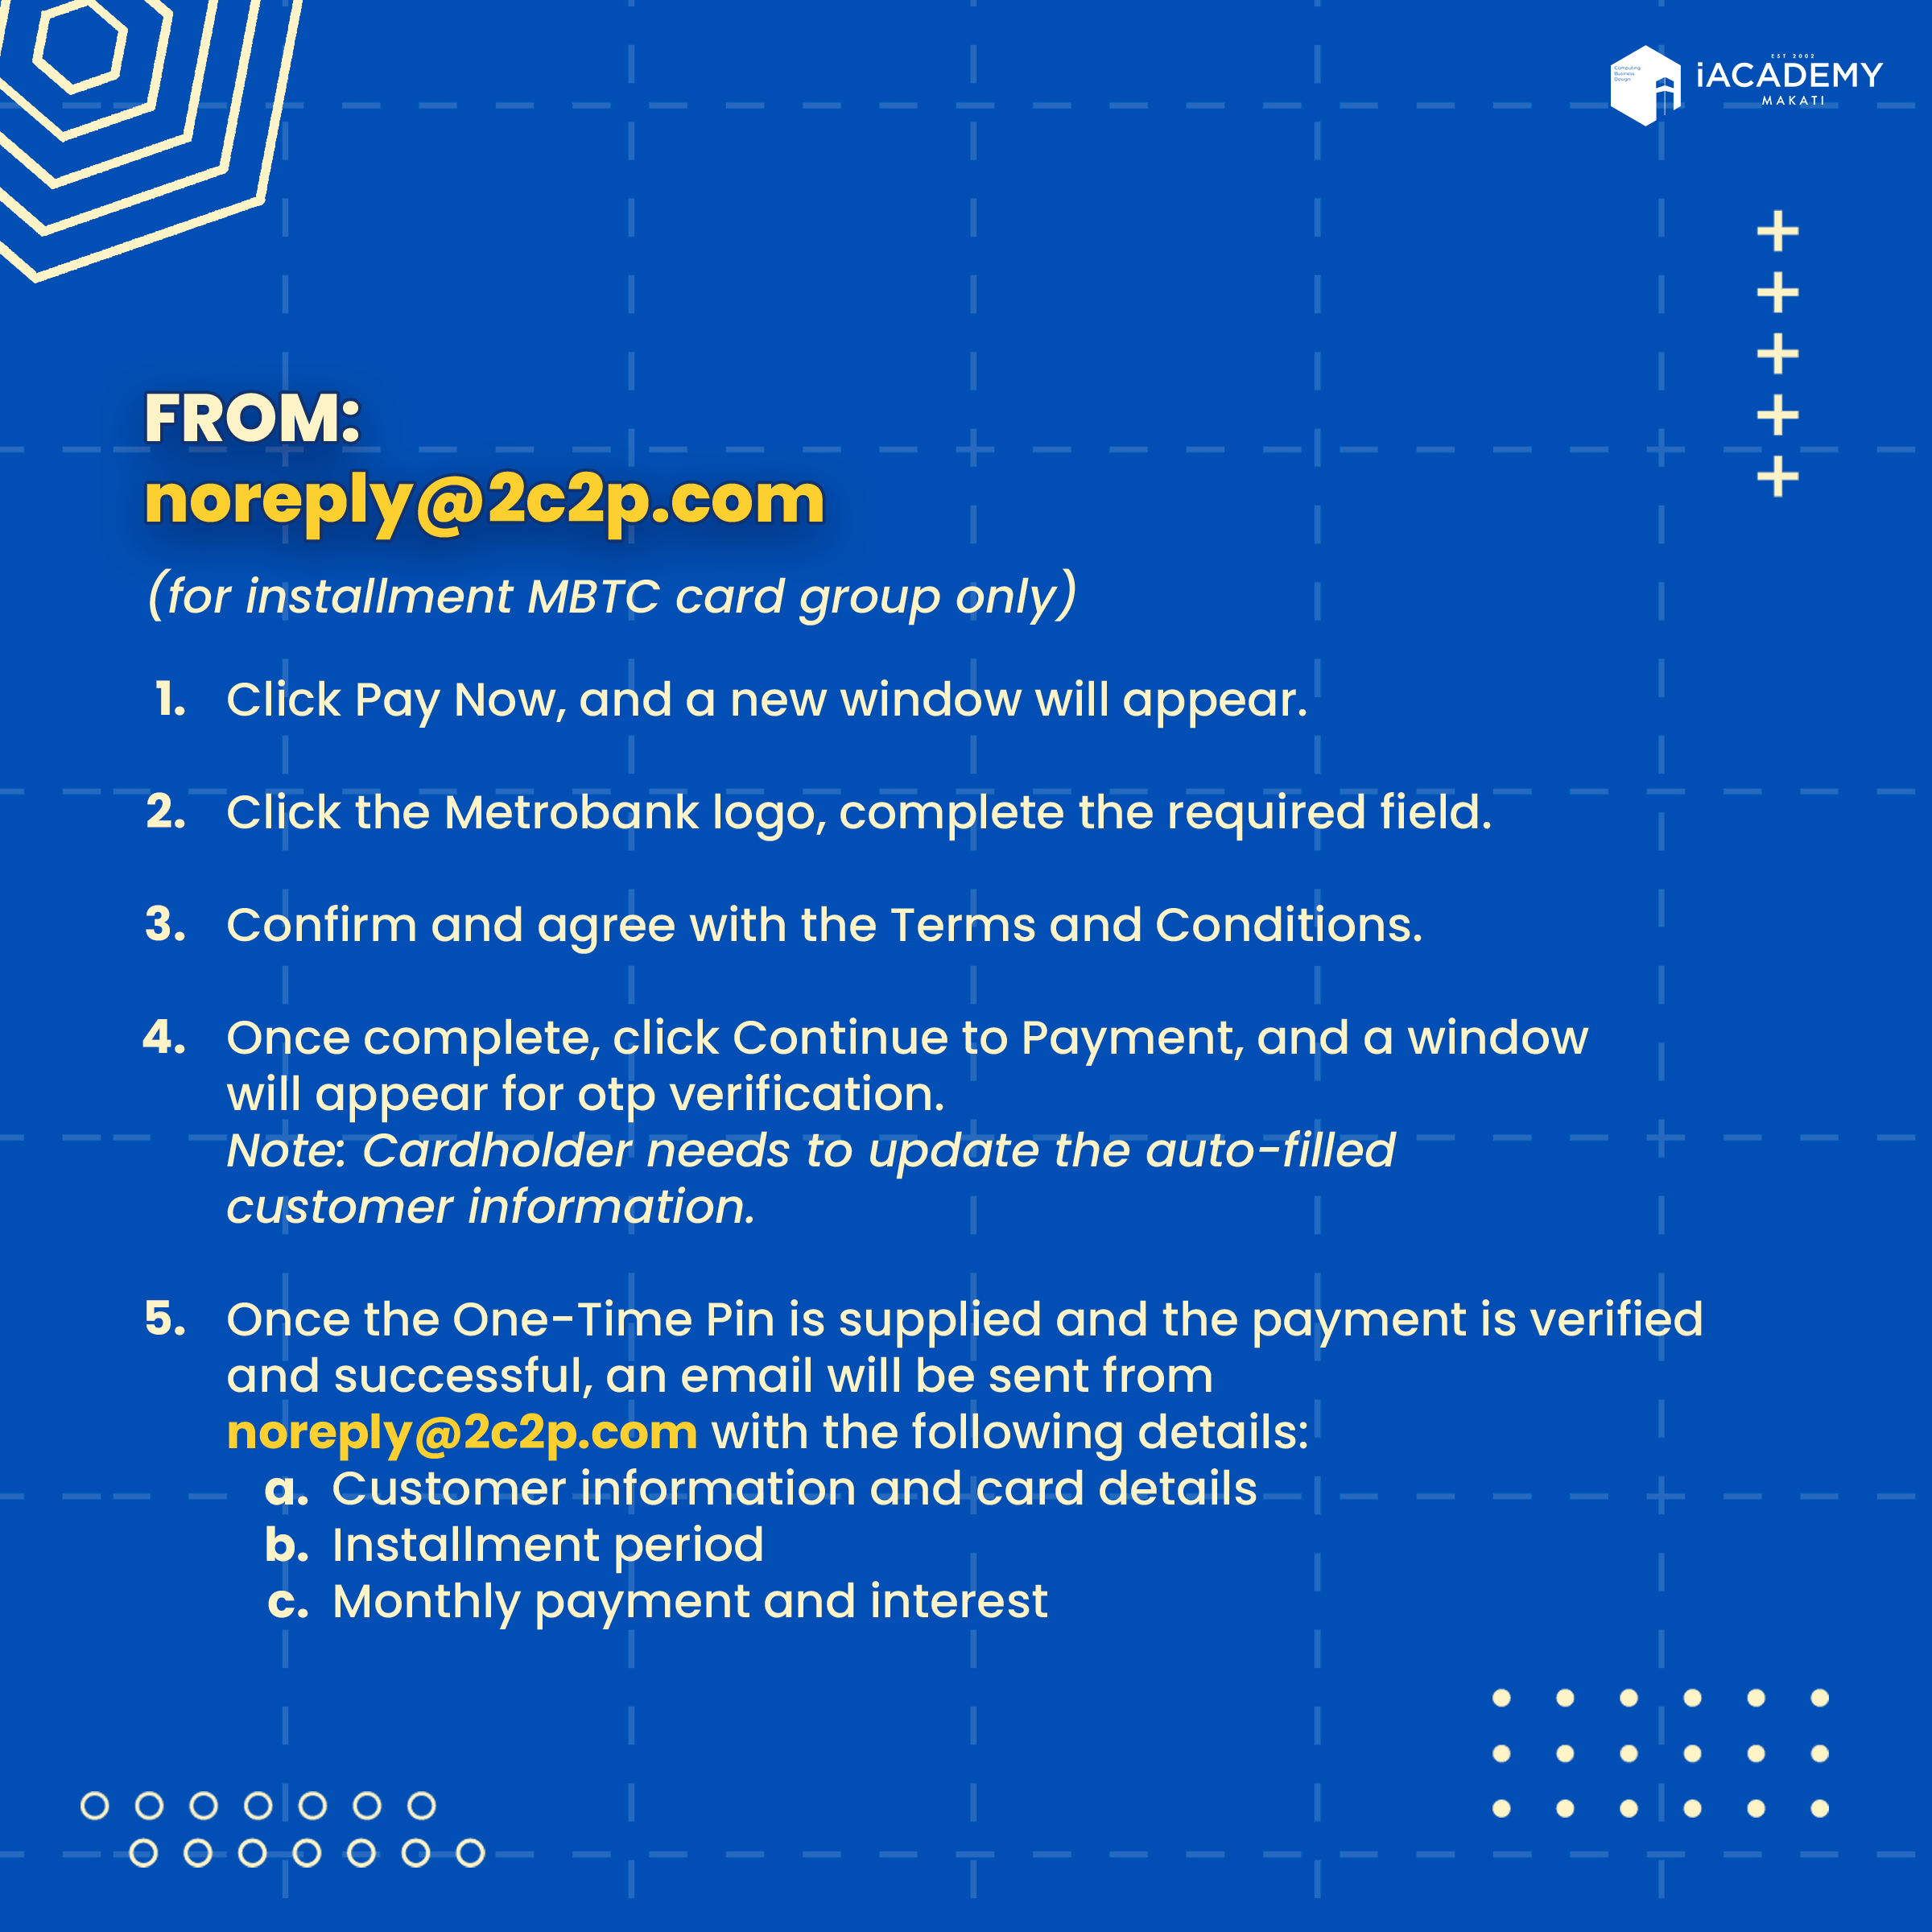 Computing
Business
Design
EST 2002
iACADEMY
MAKATI
FROM:
noreply@2c2p.com
(for installment MBTC card group only)
1. Click Pay Now, and a new window will appear.
2. Click the Metrobank logo, complete the required field.
3. Confirm and agree with the Terms and Conditions.
4. Once complete, click Continue to Payment, and a window
will appear for otp verification.
Note: Cardholder needs to update the auto-filled
customer information.
5. Once the One-Time Pin is supplied and the payment is verified
and successful, an email will be sent from
noreply@2c2p.com with the following details:
a. Customer information and card details
b. Installment period
c. Monthly payment and interest